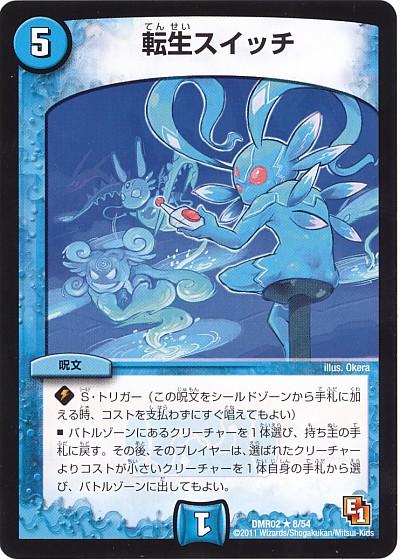 5
てん せい
転生スイッチ
illus. Okera
呪文
S・トリガー（この呪文をシールドゾーンから手札に加
える時、コストを支払わずにすぐ唱えてもよい）
■ バトルゾーンにあるクリーチャーを1体選び、持ち主の手
札に戻す。その後、そのプレイヤーは、選ばれたクリーチャー
よりコストが小さいクリーチャーを1体自身の手札から選
び、バトルゾーンに出してもよい。
1
DMR02 ★ 8/54
©2011 Wizards/Shogakukan/Mitsui-Kids
E1